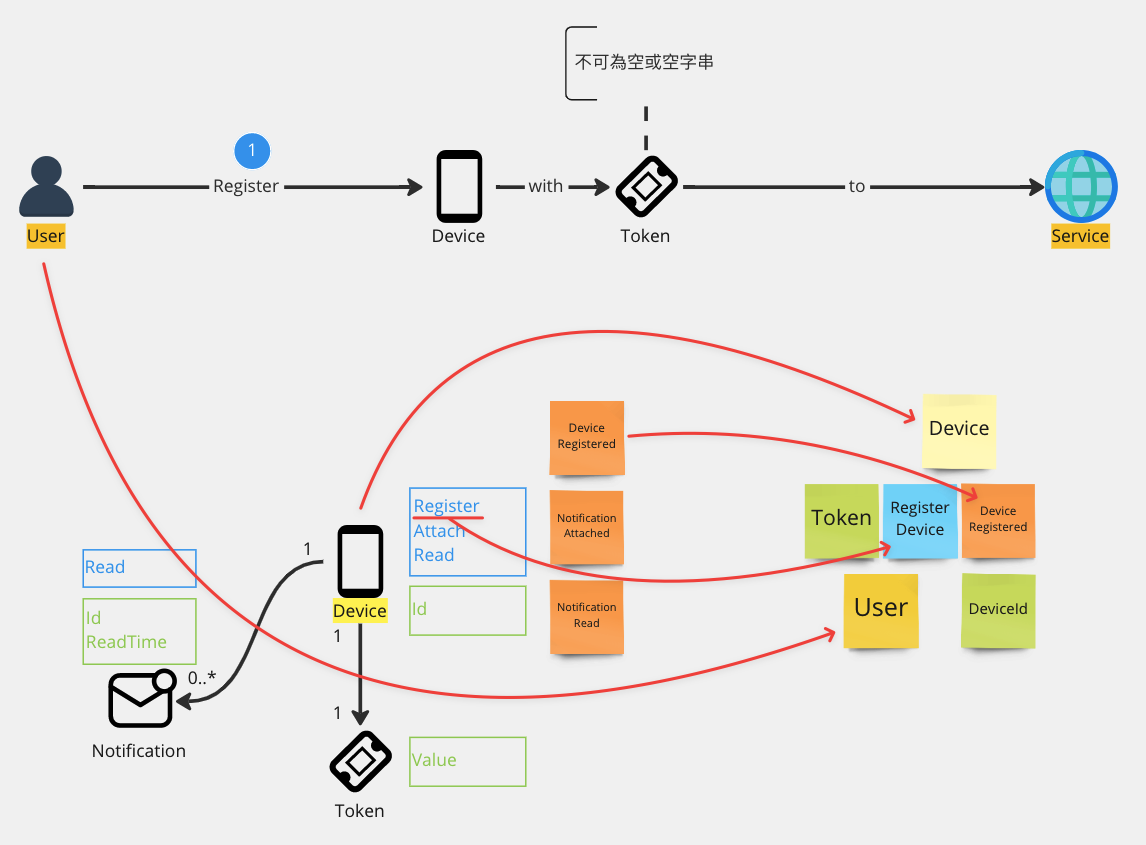 不可為空或空字串
1
Register
with
to
User
Device
Token
Service
Device
Registered
Device
Register
Attach
Read
Notification
Attached
Token
Register
Device
Device
Registered
1
Read
Device
Id
Notification
Read
User
DeviceId
Id
ReadTime
1
0..*
1
Notification
Value
Token